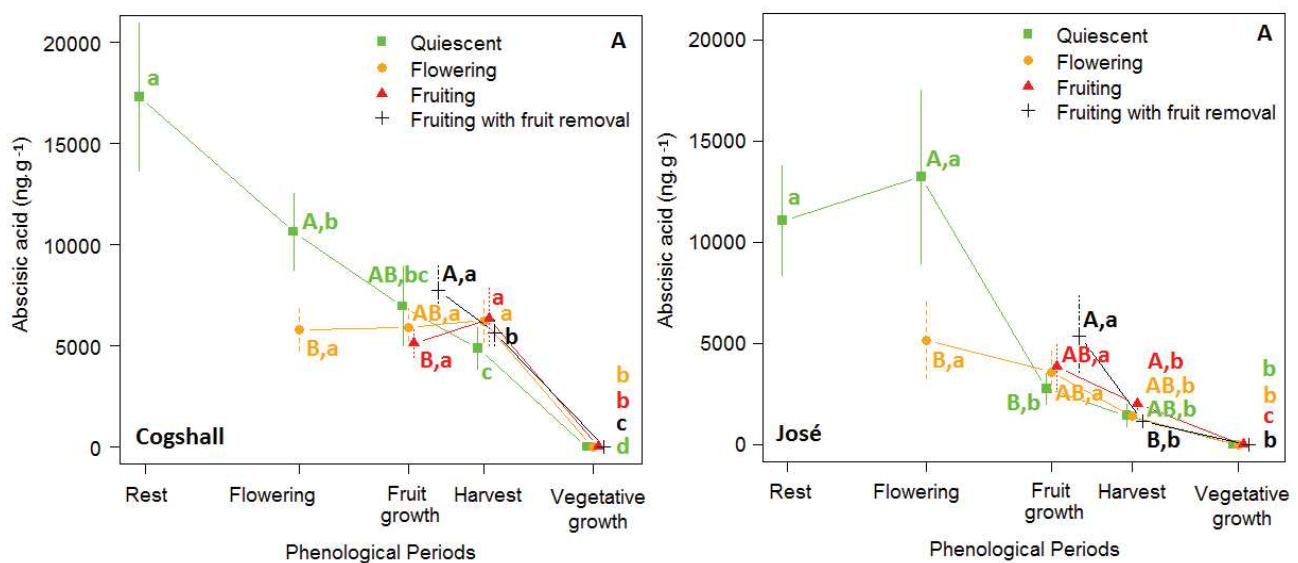 A
Quiescent
Flowering
Fruiting
Fruiting with fruit removal
Abscisic acid (ng.g⁻¹)
20000
15000
10000
5000
0
a
A,b
AB,bc
A,a
a
AB,a
a
B,a
B,a
b
c
b
b
c
d
Cogshall
Rest
Flowering
Fruit
growth
Harvest
Vegetative
growth
Phenological Periods
A
Quiescent
Flowering
Fruiting
Fruiting with fruit removal
Abscisic acid (ng.g⁻¹)
20000
15000
10000
5000
0
A,a
a
A,a
B,a
AB,a
A,b
AB,b
B,b
AB,a
AB,b
B,b
b
b
c
b
José
Rest
Flowering
Fruit
growth
Harvest
Vegetative
growth
Phenological Periods